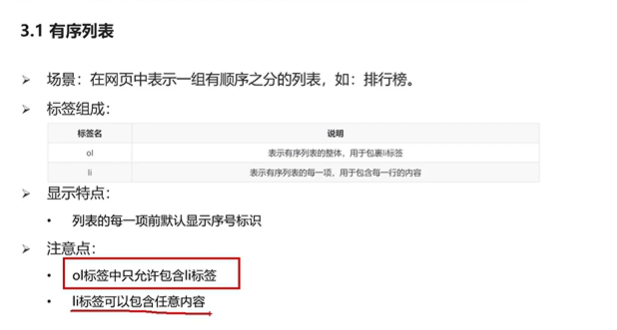 3.1 有序列表
场景：在网页中表示一组有顺序之分的列表，如：排行榜。
标签组成：
标签名 说明
ol 表示有序列表的整体，用于包裹li标签
li 表示有序列表的每一项，用于包含每一行的内容
显示特点：
列表的每一项前默认显示序号标识
注意点：
ol标签中只允许包含li标签
li标签可以包含任意内容